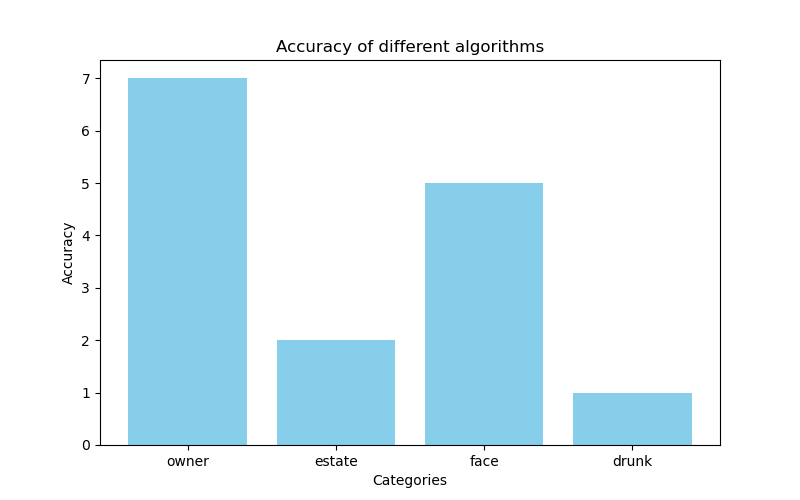 Accuracy of different algorithms
Accuracy
7
6
5
4
3
2
1
0
owner estate face drunk
Categories